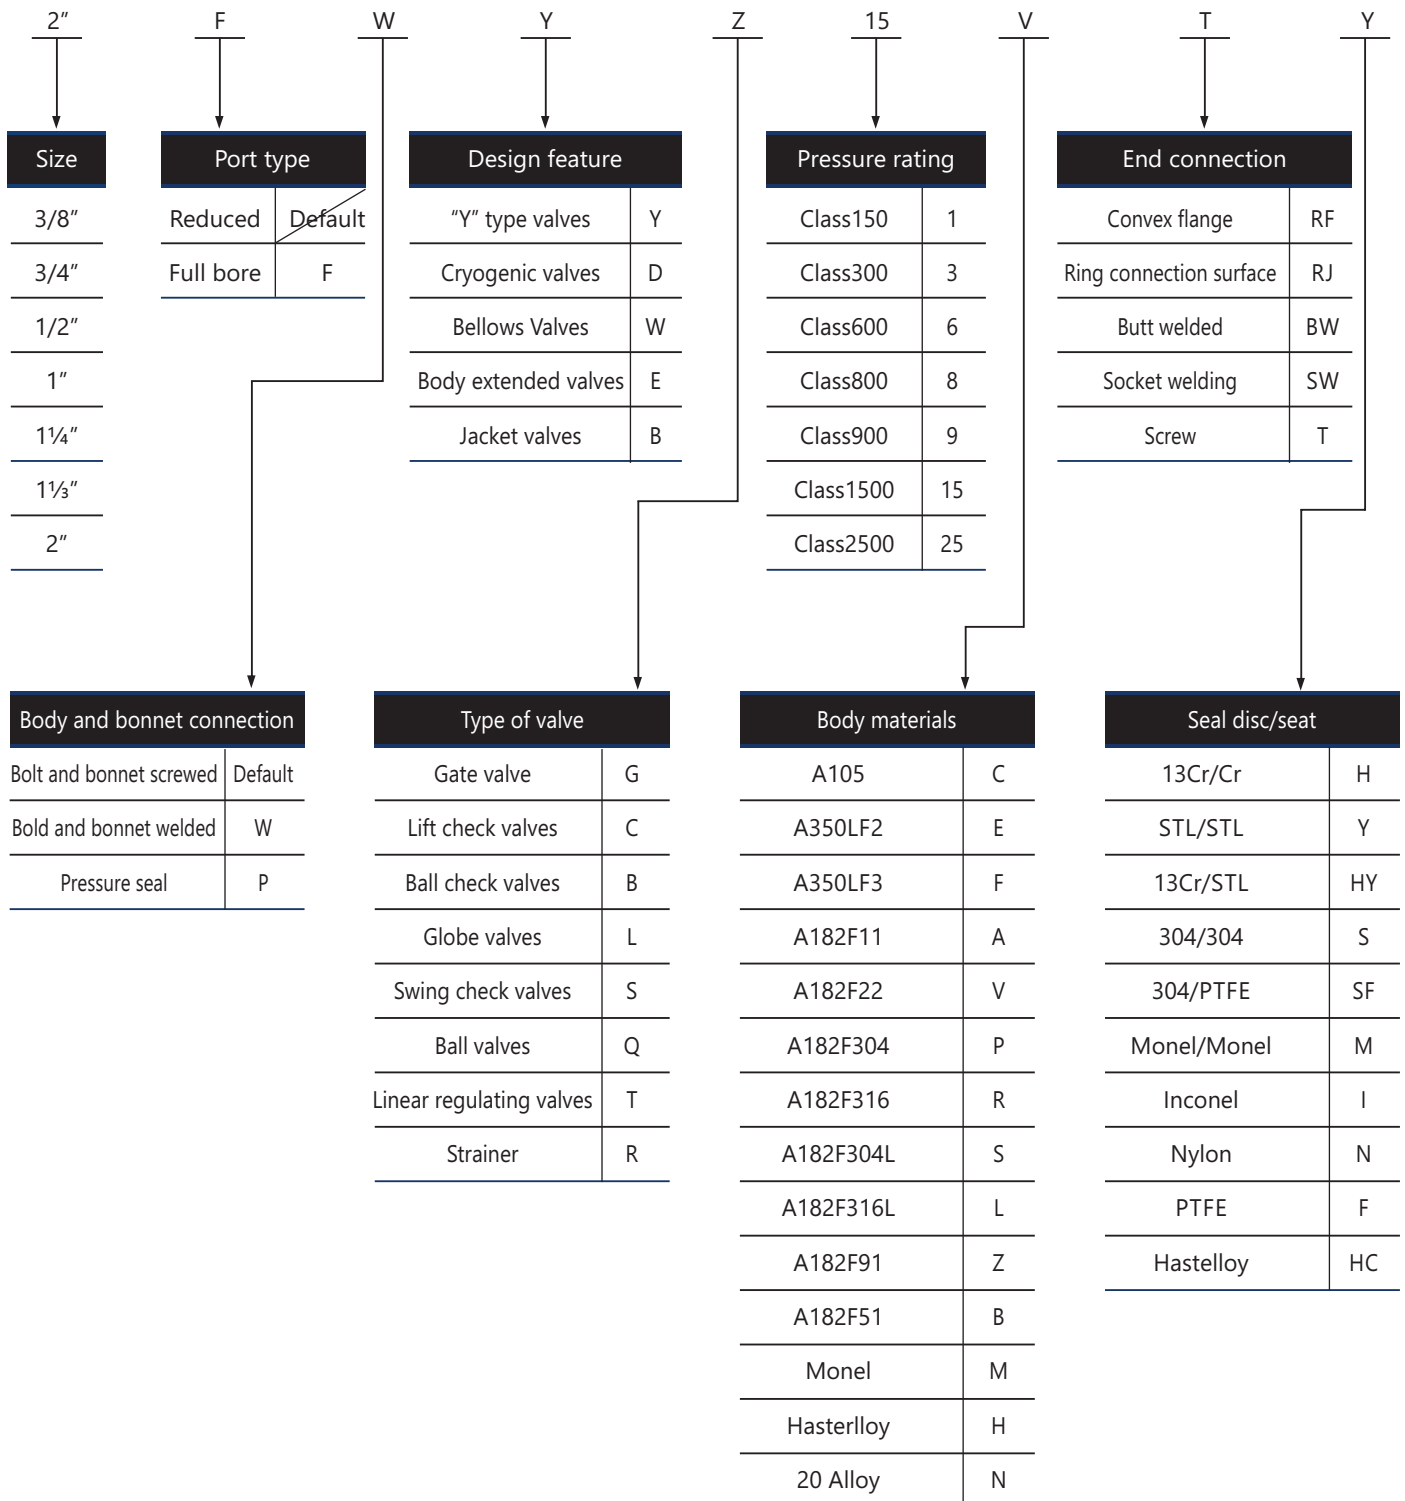 2″ F W Y Z 15 V T Y
Size
3/8″
3/4″
1/2″
1″
1¼″
1⅓″
2″
Port type
Reduced Default
Full bore F
Design feature
“Y” type valves Y
Cryogenic valves D
Bellows Valves W
Body extended valves E
Jacket valves B
Pressure rating
Class150 1
Class300 3
Class600 6
Class800 8
Class900 9
Class1500 15
Class2500 25
End connection
Convex flange RF
Ring connection surface RJ
Butt welded BW
Socket welding SW
Screw T
Body and bonnet connection
Bolt and bonnet screwed Default
Bold and bonnet welded W
Pressure seal P
Type of valve
Gate valve G
Lift check valves C
Ball check valves B
Globe valves L
Swing check valves S
Ball valves Q
Linear regulating valves T
Strainer R
Body materials
A105 C
A350LF2 E
A350LF3 F
A182F11 A
A182F22 V
A182F304 P
A182F316 R
A182F304L S
A182F316L L
A182F91 Z
A182F51 B
Monel M
Hasterlloy H
20 Alloy N
Seal disc/seat
13Cr/Cr H
STL/STL Y
13Cr/STL HY
304/304 S
304/PTFE SF
Monel/Monel M
Inconel I
Nylon N
PTFE F
Hastelloy HC